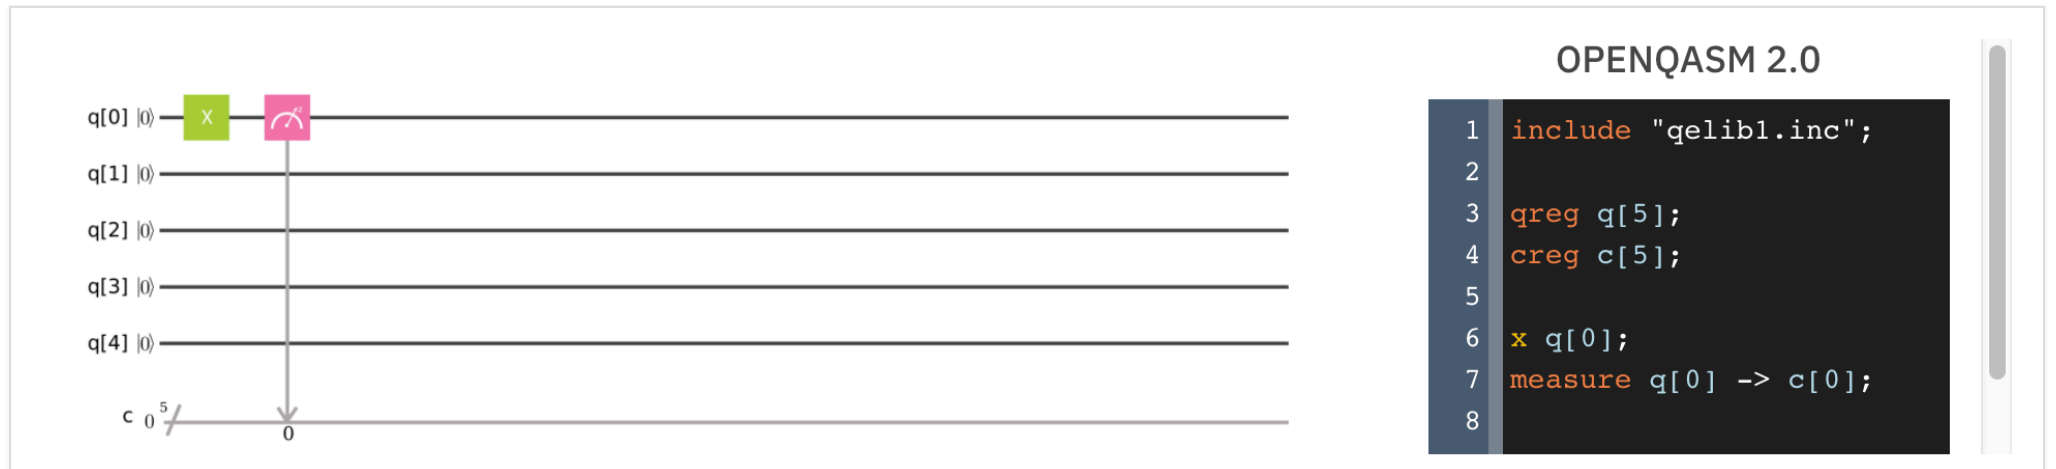 q[0] |0⟩ X z
q[1] |0⟩
q[2] |0⟩
q[3] |0⟩
q[4] |0⟩
c 0 5
0
OPENQASM 2.0
1 include "qelib1.inc";
2
3 qreg q[5];
4 creg c[5];
5
6 x q[0];
7 measure q[0] -> c[0];
8